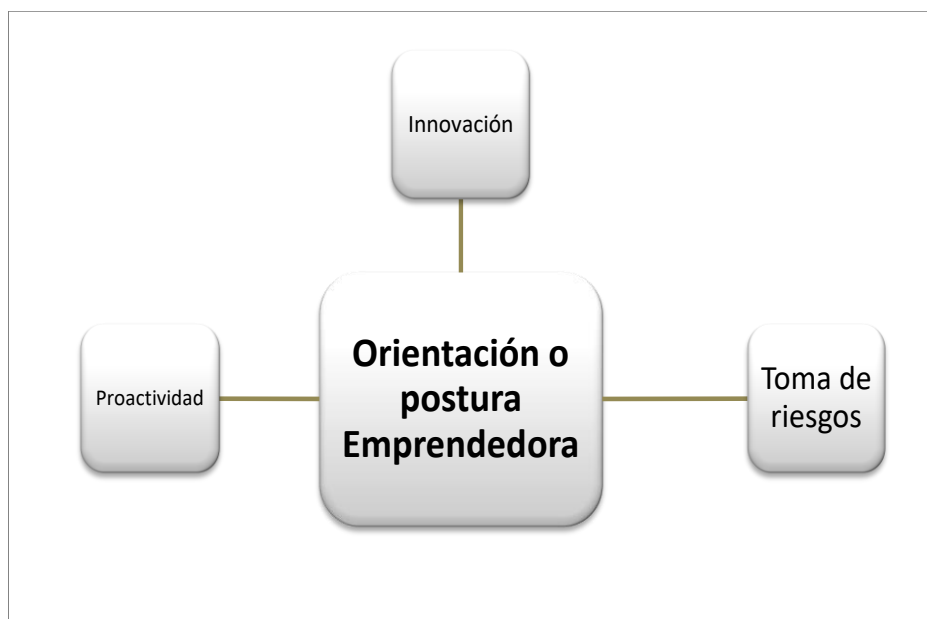 Innovación
Orientación o
postura
Emprendedora
Proactividad
Toma de
riesgos